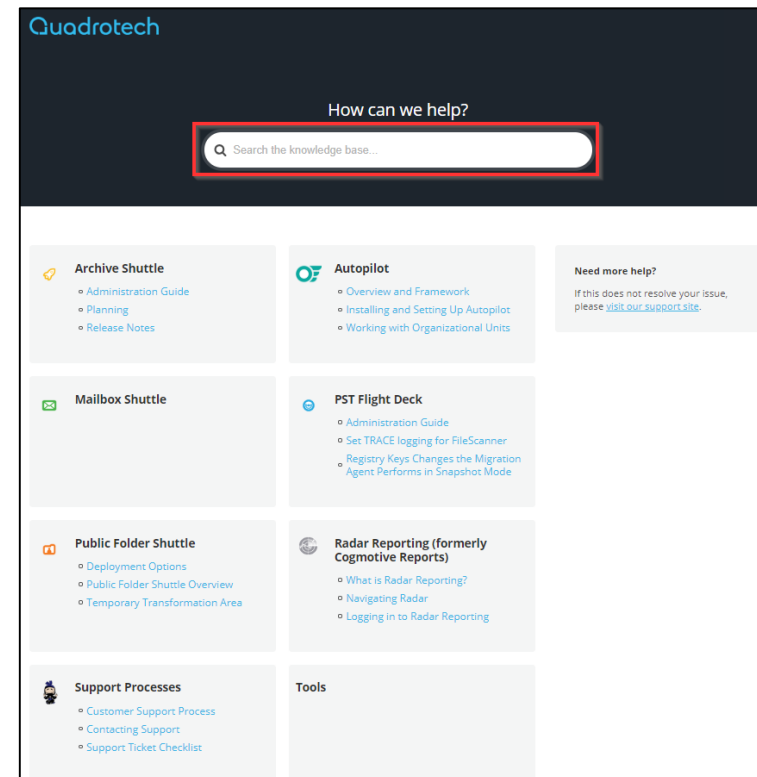 Quadrotech
How can we help?
Search the knowledge base...
Archive Shuttle
Administration Guide
Planning
Release Notes
Autopilot
Overview and Framework
Installing and Setting Up Autopilot
Working with Organizational Units
Need more help?
If this does not resolve your issue,
please visit our support site.
Mailbox Shuttle
PST Flight Deck
Administration Guide
Set TRACE logging for FileScanner
Registry Keys Changes the Migration
Agent Performs in Snapshot Mode
Public Folder Shuttle
Deployment Options
Public Folder Shuttle Overview
Temporary Transformation Area
Radar Reporting (formerly
Cogmotive Reports)
What is Radar Reporting?
Navigating Radar
Logging in to Radar Reporting
Support Processes
Customer Support Process
Contacting Support
Support Ticket Checklist
Tools